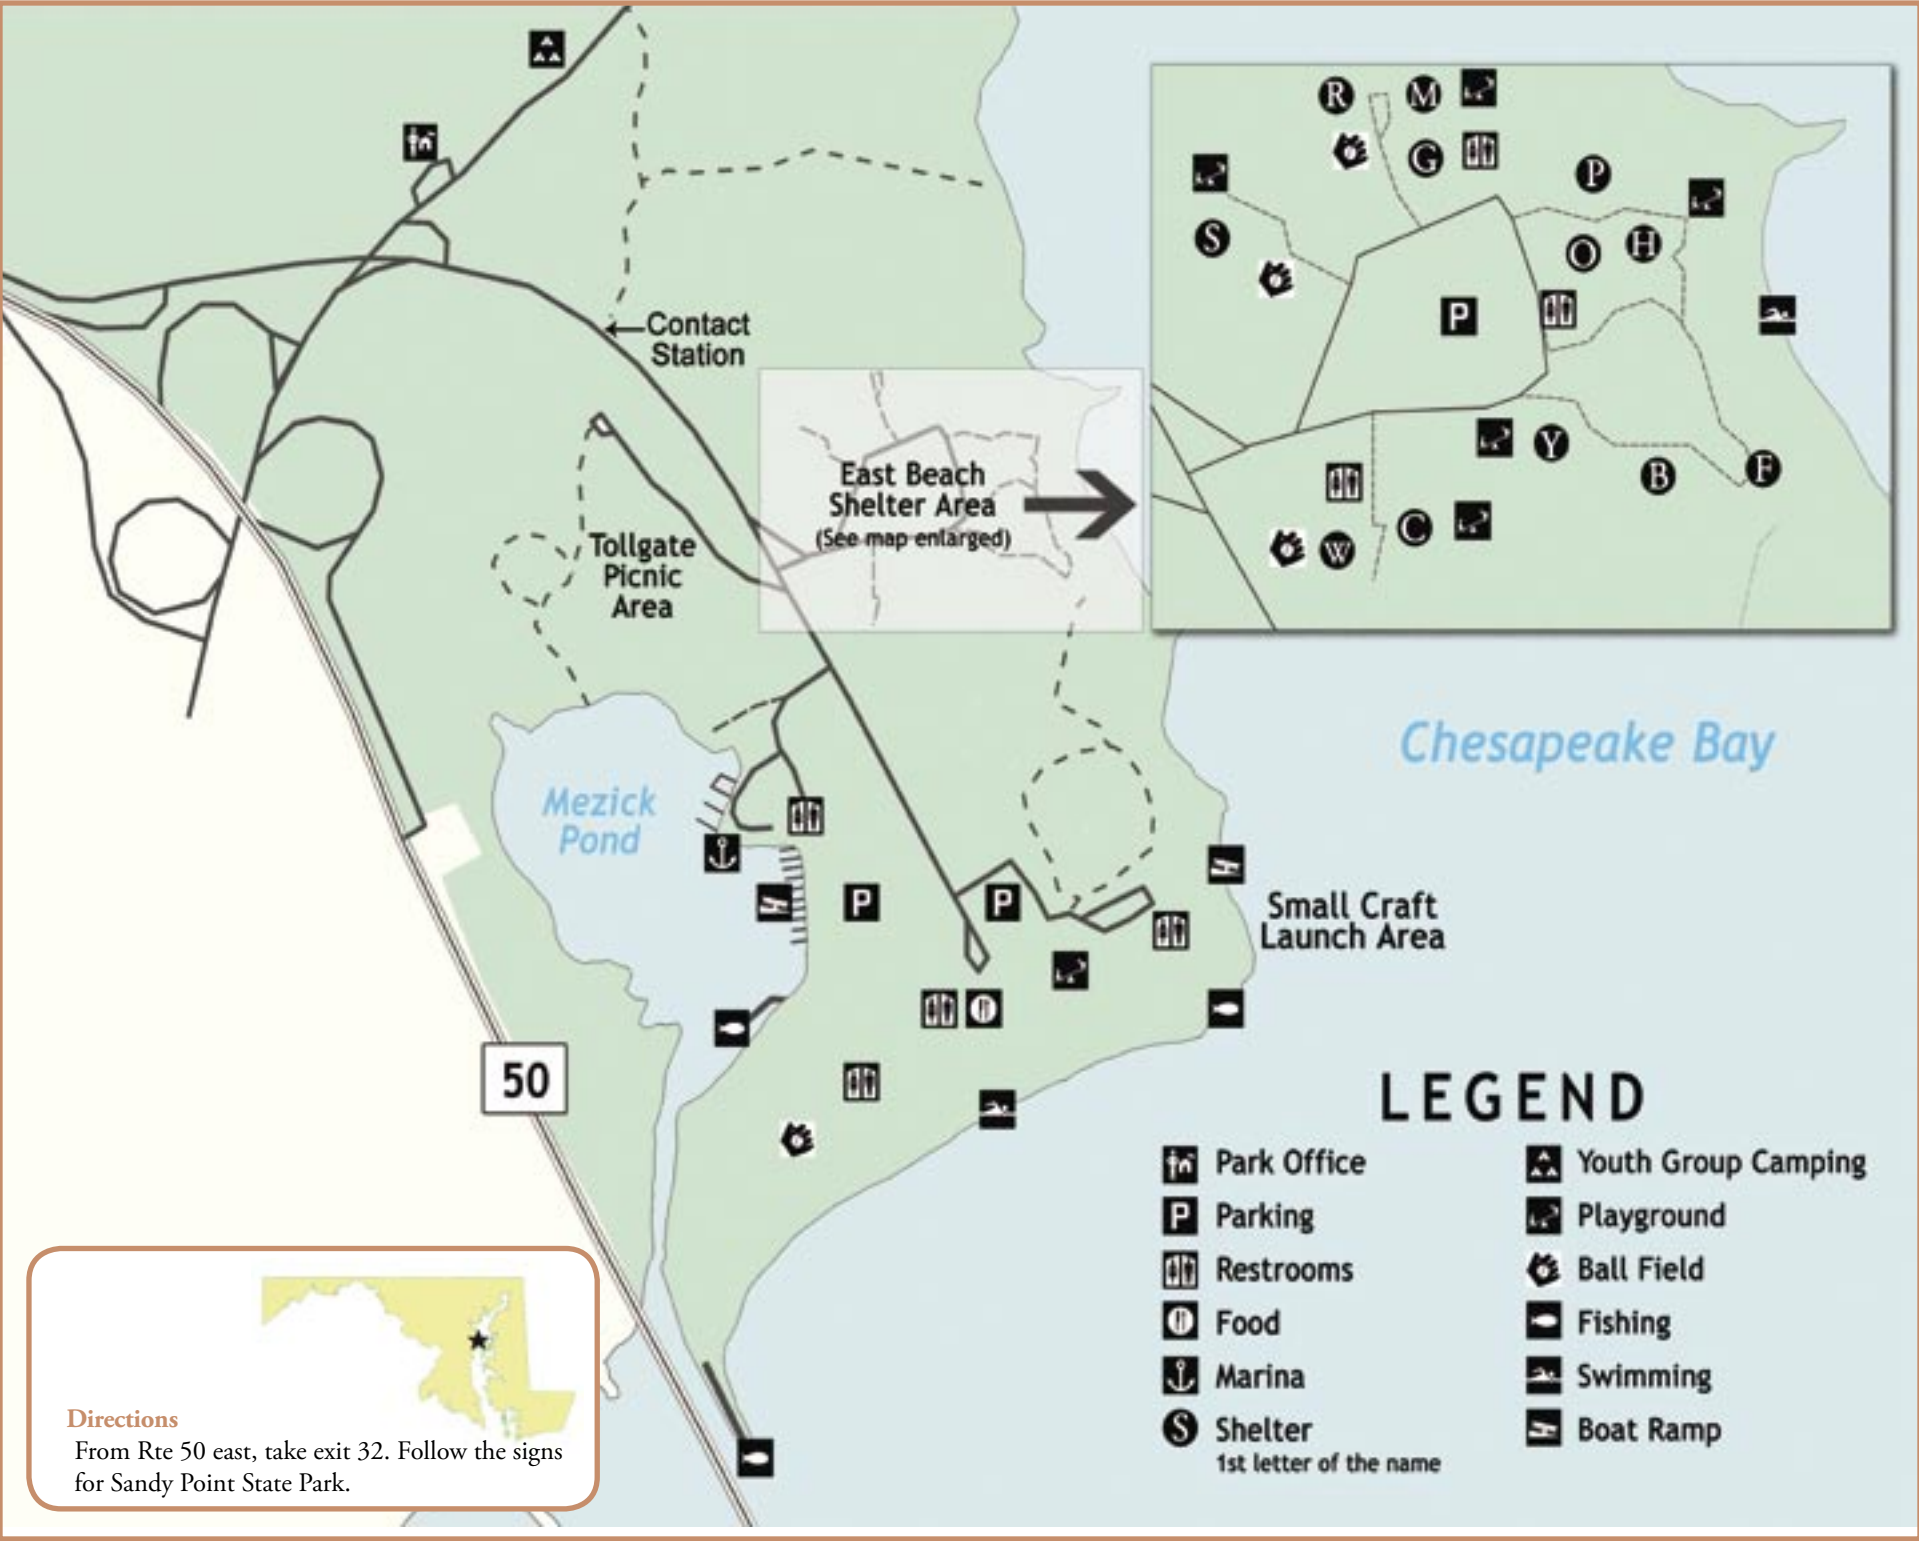 R
M
G
P
S
O
H
P
Contact
Station
East Beach
Shelter Area
(See map enlarged)
Y
B
F
C
W
Tollgate
Picnic
Area
Chesapeake Bay
Mezick
Pond
P
P
Small Craft
Launch Area
50
LEGEND
Park Office
P Parking
Restrooms
Food
Marina
S Shelter
1st letter of the name
Youth Group Camping
Playground
Ball Field
Fishing
Swimming
Boat Ramp
Directions
From Rte 50 east, take exit 32. Follow the signs
for Sandy Point State Park.